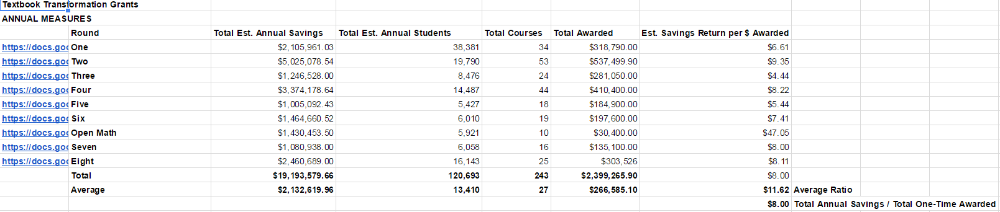 Textbook Transformation Grants
ANNUAL MEASURES
Round Total Est. Annual Savings Total Est. Annual Students Total Courses Total Awarded Est. Savings Return per $ Awarded
https://docs.goo One $2,105,961.03 38,381 34 $318,790.00 $6.61
https://docs.goo Two $5,025,078.54 19,790 53 $537,499.90 $9.35
https://docs.goo Three $1,246,528.00 8,476 24 $281,050.00 $4.44
https://docs.goo Four $3,374,178.64 14,487 44 $410,400.00 $8.22
https://docs.goo Five $1,005,092.43 5,427 18 $184,900.00 $5.44
https://docs.goo Six $1,464,660.52 6,010 19 $197,600.00 $7.41
https://docs.goo Open Math $1,430,453.50 5,921 10 $30,400.00 $47.05
https://docs.goo Seven $1,080,938.00 6,058 16 $135,100.00 $8.00
https://docs.goo Eight $2,460,689.00 16,143 25 $303,526 $8.11
Total $19,193,579.66 120,693 243 $2,399,265.90 $8.00
Average $2,132,619.96 13,410 27 $266,585.10 $11.62 Average Ratio
$8.00 Total Annual Savings / Total One-Time Awarded